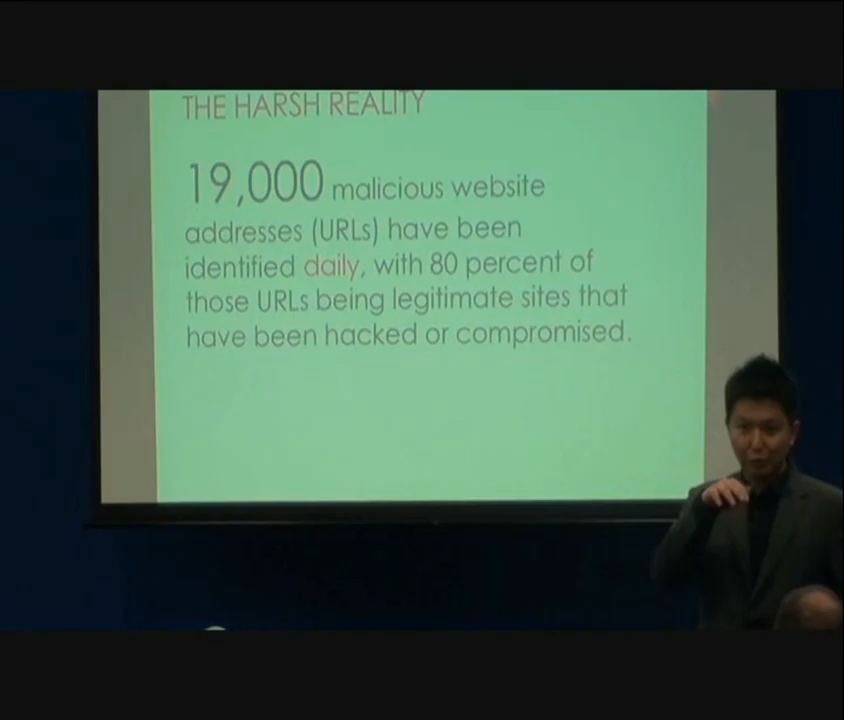 THE HARSH REALITY
19,000 malicious website
addresses (URLs) have been
identified daily, with 80 percent of
those URLs being legitimate sites that
have been hacked or compromised.